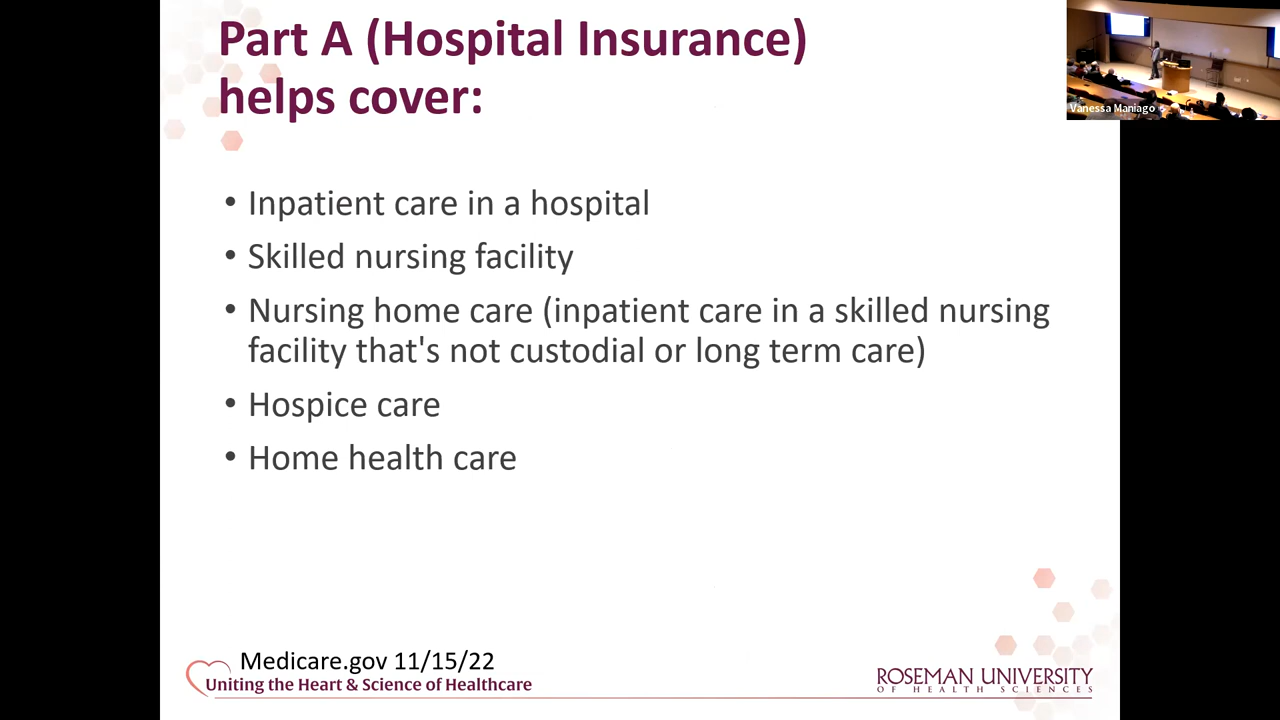 Part A (Hospital Insurance)
helps cover:
Vanessa Maniago
• Inpatient care in a hospital
• Skilled nursing facility
• Nursing home care (inpatient care in a skilled nursing
facility that's not custodial or long term care)
• Hospice care
• Home health care
Medicare.gov 11/15/22
Uniting the Heart & Science of Healthcare
ROSEMAN UNIVERSITY
OF HEALTH SCIENCES